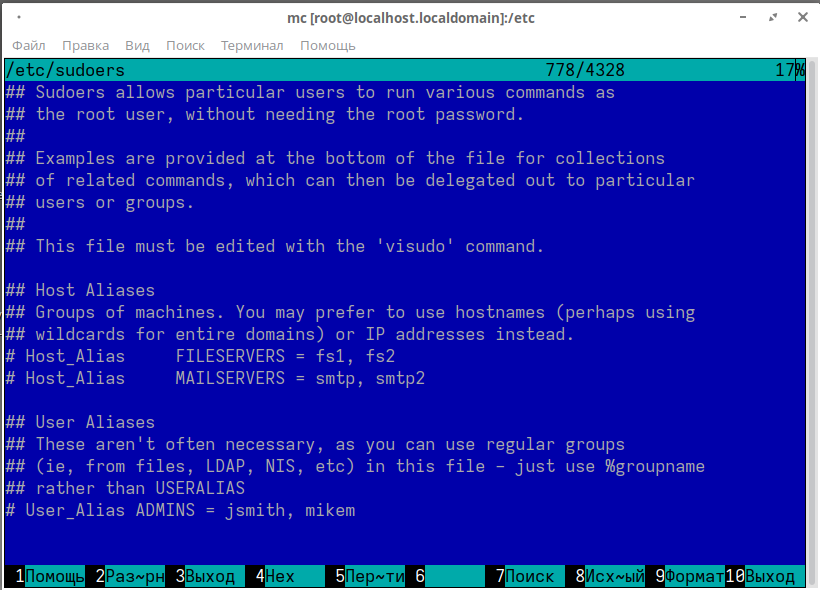 mc [root@localhost.localdomain]:/etc
Файл Правка Вид Поиск Терминал Помощь
/etc/sudoers 778/4328 17%
## Sudoers allows particular users to run various commands as
## the root user, without needing the root password.
##
## Examples are provided at the bottom of the file for collections
## of related commands, which can then be delegated out to particular
## users or groups.
##
## This file must be edited with the 'visudo' command.
## Host Aliases
## Groups of machines. You may prefer to use hostnames (perhaps using
## wildcards for entire domains) or IP addresses instead.
# Host_Alias     FILESERVERS = fs1, fs2
# Host_Alias     MAILSERVERS = smtp, smtp2
## User Aliases
## These aren't often necessary, as you can use regular groups
## (ie, from files, LDAP, NIS, etc) in this file - just use %groupname
## rather than USERALIAS
# User_Alias ADMINS = jsmith, mikem
1Помощь 2Раз~рн 3Выход 4Hex 5Пер~ти 6 7Поиск 8Исх~ый 9Формат 10Выход